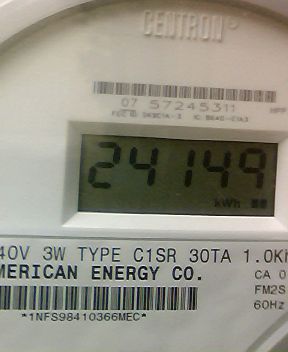 CENTRON®
07 57245311
24149
kWh
40V 3W TYPE C1SR 30TA 1.0Kh
MERICAN ENERGY CO.
CA 0
FM2S
60Hz
*1NFS98410366MEC*